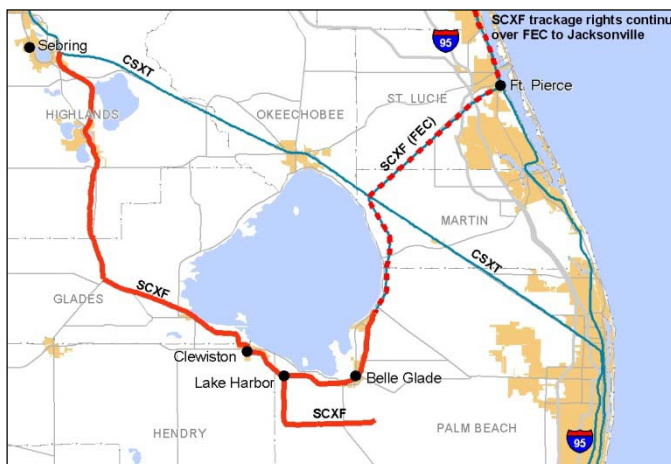 SCXF trackage rights continu
over FEC to Jacksonville
95
Sebring
CSXT
Ft. Pierce
ST. LUCIE
HIGHLANDS
OKEECHOBEE
SCXF (FEC)
MARTIN
CSXT
SCXF
GLADES
Clewiston
Lake Harbor
Belle Glade
SCXF
HENDRY
PALM BEACH
95